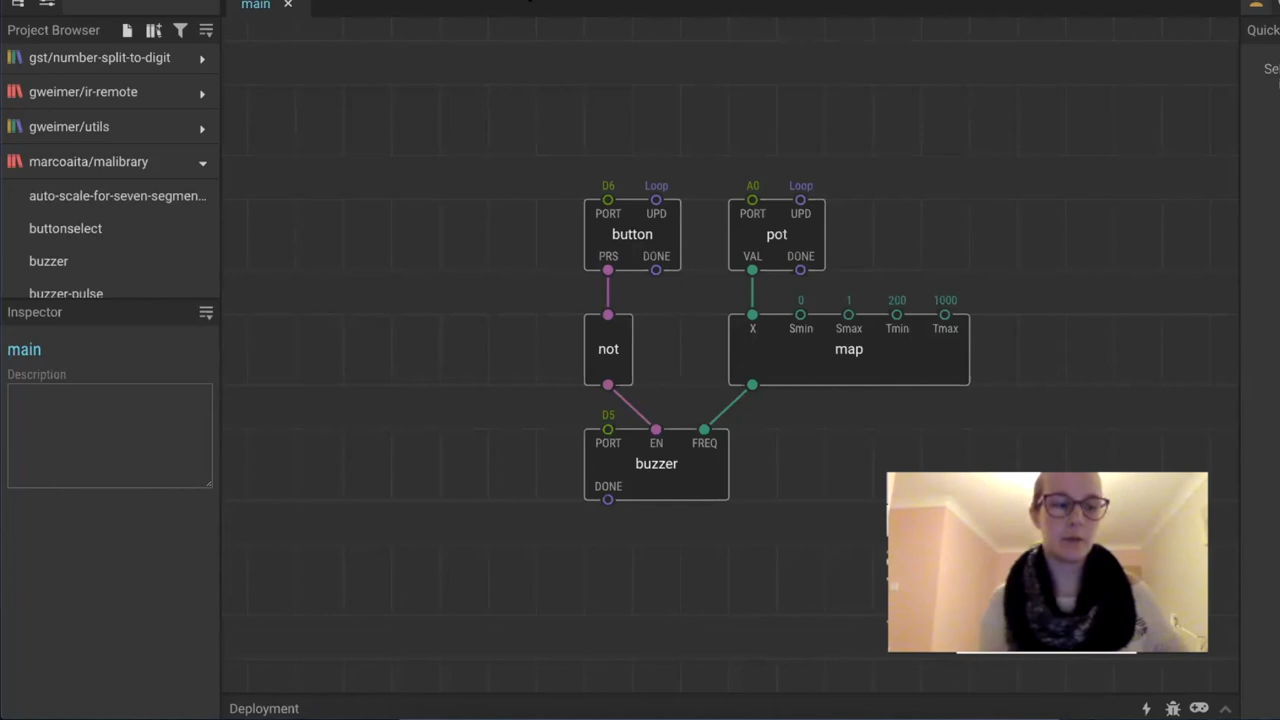 main
Project Browser
gst/number-split-to-digit
gweimer/ir-remote
gweimer/utils
marcoaita/malibrary
auto-scale-for-seven-segmen...
buttonselect
buzzer
buzzer-pulse
Inspector
main
Description
D6 Loop
PORT UPD
button
PRS DONE
A0 Loop
PORT UPD
pot
VAL DONE
not
0 1 200 1000
X Smin Smax Tmin Tmax
map
D5
PORT EN FREQ
buzzer
DONE
Quick
Se
Deployment